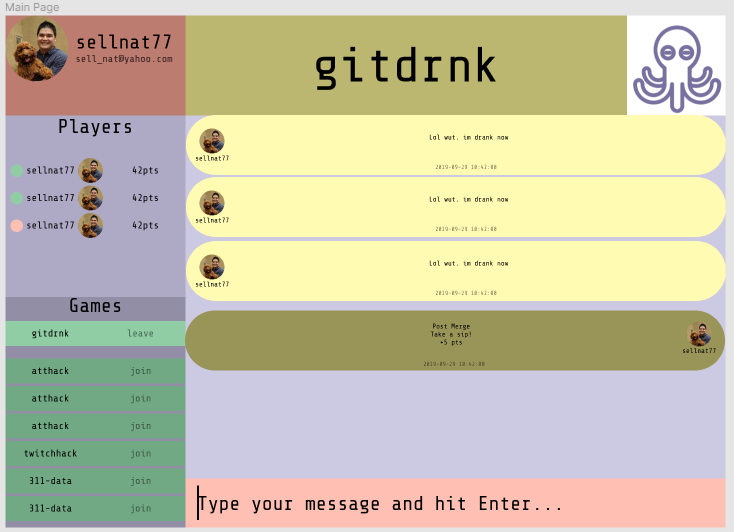 Main Page
sellnat77
sell_nat@yahoo.com
gitdrnk
Players
sellnat77 42pts
sellnat77 42pts
sellnat77 42pts
Games
gitdrnk leave
atthack join
atthack join
atthack join
twitchhack join
311-data join
311-data join
Lol wut. im drank now
sellnat77
2019-09-29 10:42:00
Lol wut. im drank now
sellnat77
2019-09-29 10:42:00
Lol wut. im drank now
sellnat77
2019-09-29 10:42:00
Post Merge
Take a sip!
+5 pts
sellnat77
2019-09-29 10:42:00
Type your message and hit Enter...